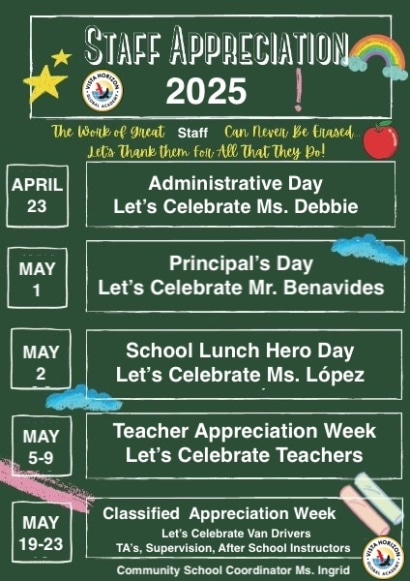 STAFF APPRECIATION
VISTA HORIZON
GLOBAL ACADEMY
2025
The Work of Great Staff Can Never Be Erased...
Let's Thank them For All That They Do!
APRIL
23
Administrative Day
Let's Celebrate Ms. Debbie
MAY
1
Principal's Day
Let's Celebrate Mr. Benavides
MAY
2
School Lunch Hero Day
Let's Celebrate Ms. López
MAY
5-9
Teacher Appreciation Week
Let's Celebrate Teachers
MAY
19-23
Classified Appreciation Week
Let's Celebrate Van Drivers
TA's, Supervision, After School Instructors
Community School Coordinator Ms. Ingrid
VISTA HORIZON
GLOBAL ACADEMY